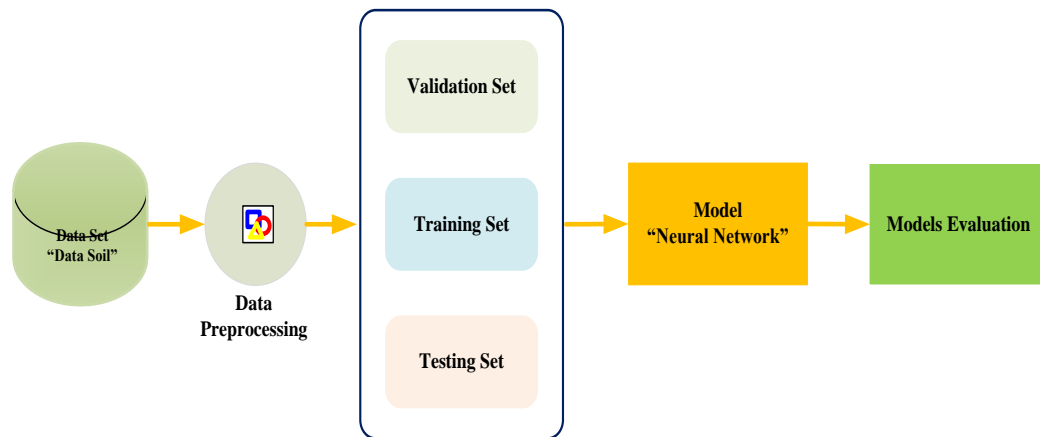 Data Set
“Data Soil”
Data
Preprocessing
Validation Set
Training Set
Testing Set
Model
“Neural Network”
Models Evaluation